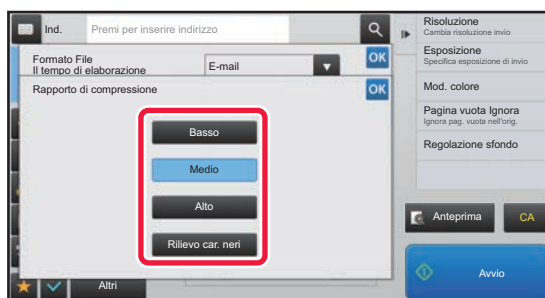 Ind.
Premi per inserire indirizzo
Formato File
Il tempo di elaborazione
E-mail
OK
Rapporto di compressione
OK
Basso
Medio
Alto
Rilievo car. neri
Altri
Risoluzione
Cambia risoluzione invio
Esposizione
Specifica esposizione di invio
Mod. colore
Pagina vuota Ignora
Ignora pag. vuota nell'orig.
Regolazione sfondo
Anteprima
CA
Avvio